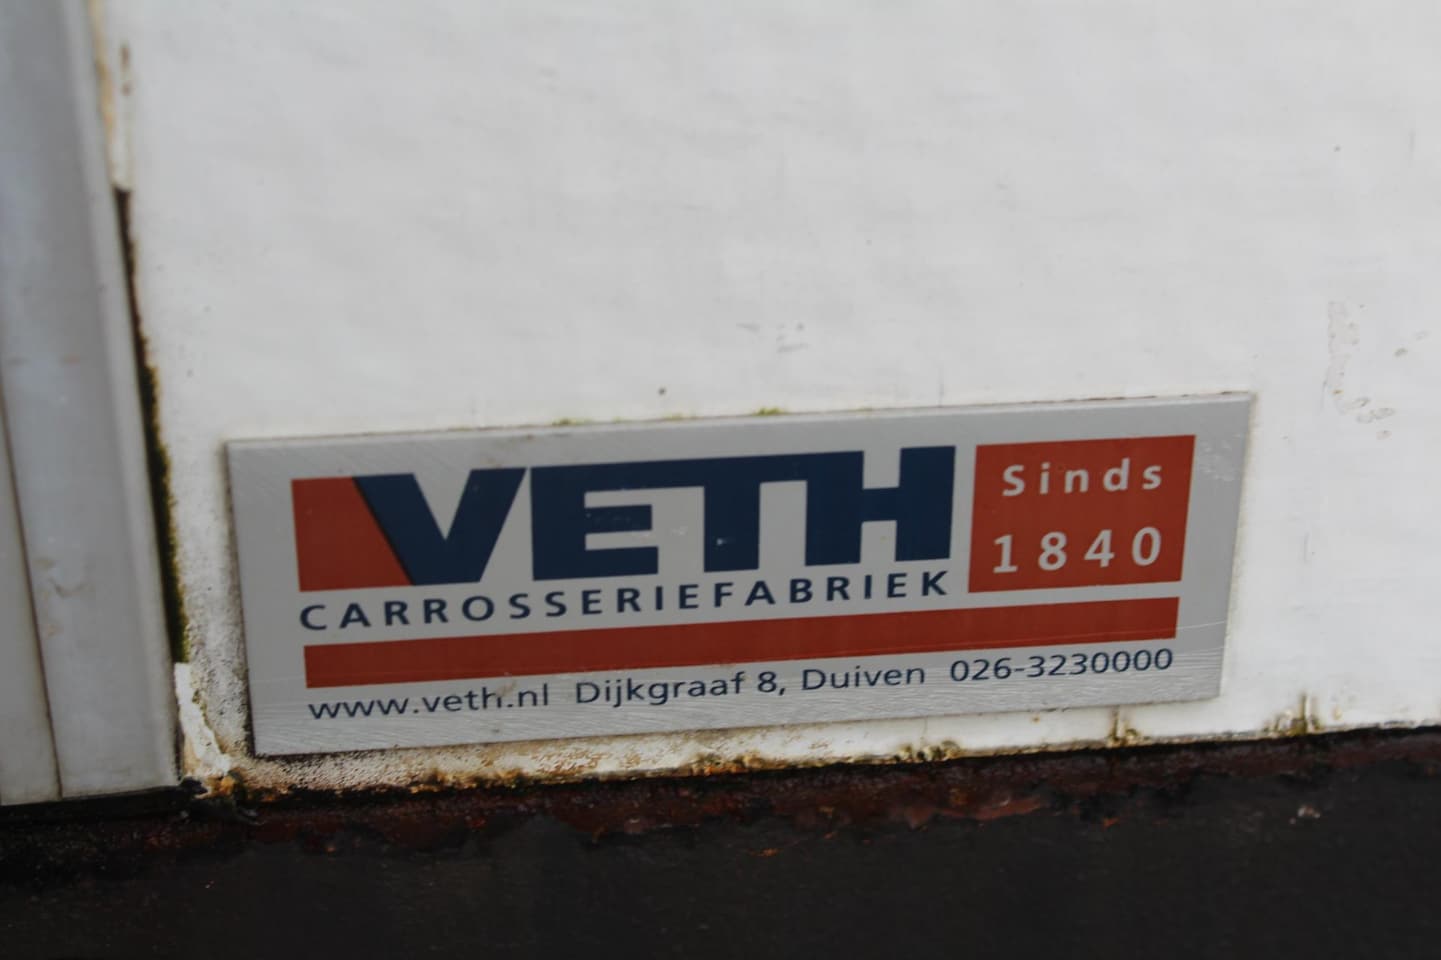 VETH
CARROSSERIEFABRIEK
Sinds
1840
www.veth.nl Dijkgraaf 8, Duiven 026-3230000